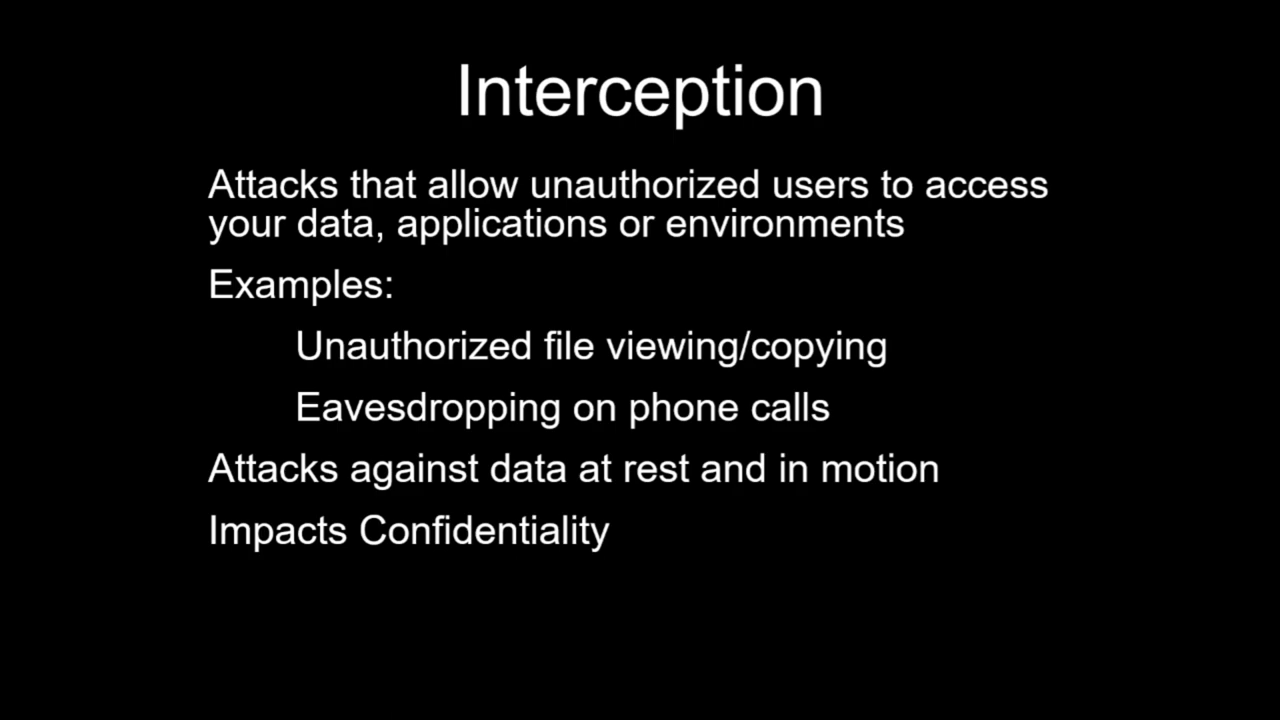 Interception
Attacks that allow unauthorized users to access
your data, applications or environments
Examples:
Unauthorized file viewing/copying
Eavesdropping on phone calls
Attacks against data at rest and in motion
Impacts Confidentiality